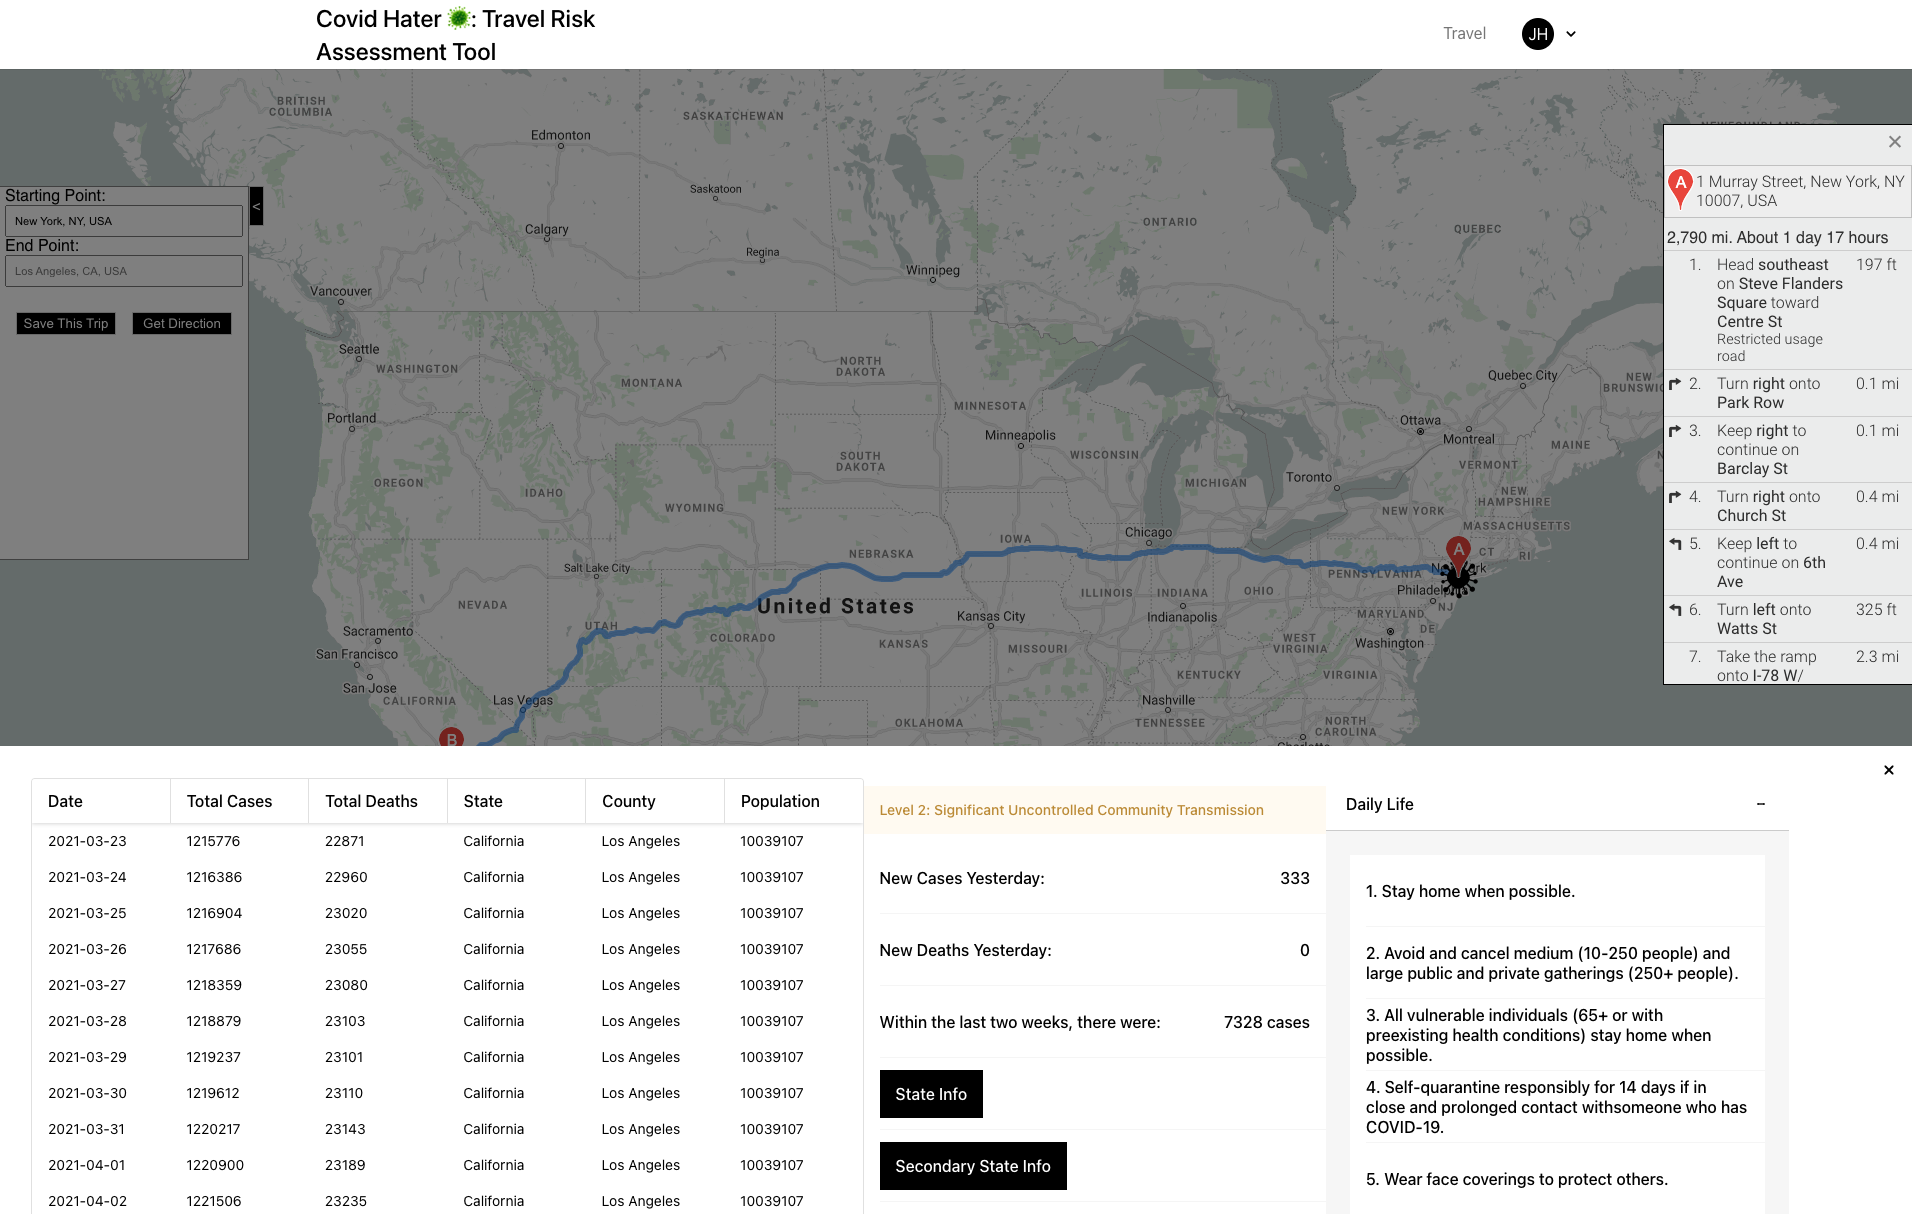 Covid Hater 🦠: Travel Risk
Assessment Tool
Travel
JH
BRITISH
COLUMBIA
Edmonton
SASKATCHEWAN
Saskatoon
Calgary
Regina
Winnipeg
ONTARIO
QUEBEC
Vancouver
Seattle
WASHINGTON
Portland
OREGON
IDAHO
MONTANA
NORTH
DAKOTA
SOUTH
DAKOTA
WYOMING
MINNESOTA
Minneapolis
WISCONSIN
MICHIGAN
Toronto
Ottawa
Montreal
Quebec City
NEW
BRUNSWIC
MAINE
VERMONT
NEW
HAMPSHIRE
NEW YORK
MASSACHUSETTS
CT
RI
Chicago
IOWA
NEBRASKA
Salt Lake City
NEVADA
UTAH
COLORADO
United States
Kansas City
KANSAS
MISSOURI
ILLINOIS
INDIANA
Indianapolis
OHIO
PENNSYLVANIA
MARYLAND
DE
NJ
Washington
WEST
VIRGINIA
VIRGINIA
KENTUCKY
Nashville
TENNESSEE
NORTH
CAROLINA
OKLAHOMA
Sacramento
San Francisco
San Jose
CALIFORNIA
Las Vegas
A
B
Starting Point:
New York, NY, USA
<
End Point:
Los Angeles, CA, USA
Save This Trip
Get Direction
A
1 Murray Street, New York, NY
10007, USA
2,790 mi. About 1 day 17 hours
1. Head southeast 197 ft
on Steve Flanders
Square toward
Centre St
Restricted usage
road
2. Turn right onto 0.1 mi
Park Row
3. Keep right to 0.1 mi
continue on
Barclay St
4. Turn right onto 0.4 mi
Church St
5. Keep left to 0.4 mi
continue on 6th
Ave
6. Turn left onto 325 ft
Watts St
7. Take the ramp 2.3 mi
onto I-78 W/
Date Total Cases Total Deaths State County Population
2021-03-23 1215776 22871 California Los Angeles 10039107
2021-03-24 1216386 22960 California Los Angeles 10039107
2021-03-25 1216904 23020 California Los Angeles 10039107
2021-03-26 1217686 23055 California Los Angeles 10039107
2021-03-27 1218359 23080 California Los Angeles 10039107
2021-03-28 1218879 23103 California Los Angeles 10039107
2021-03-29 1219237 23101 California Los Angeles 10039107
2021-03-30 1219612 23110 California Los Angeles 10039107
2021-03-31 1220217 23143 California Los Angeles 10039107
2021-04-01 1220900 23189 California Los Angeles 10039107
2021-04-02 1221506 23235 California Los Angeles 10039107
Level 2: Significant Uncontrolled Community Transmission
New Cases Yesterday: 333
New Deaths Yesterday: 0
Within the last two weeks, there were: 7328 cases
State Info
Secondary State Info
Daily Life
1. Stay home when possible.
2. Avoid and cancel medium (10-250 people) and
large public and private gatherings (250+ people).
3. All vulnerable individuals (65+ or with
preexisting health conditions) stay home when
possible.
4. Self-quarantine responsibly for 14 days if in
close and prolonged contact withsomeone who has
COVID-19.
5. Wear face coverings to protect others.